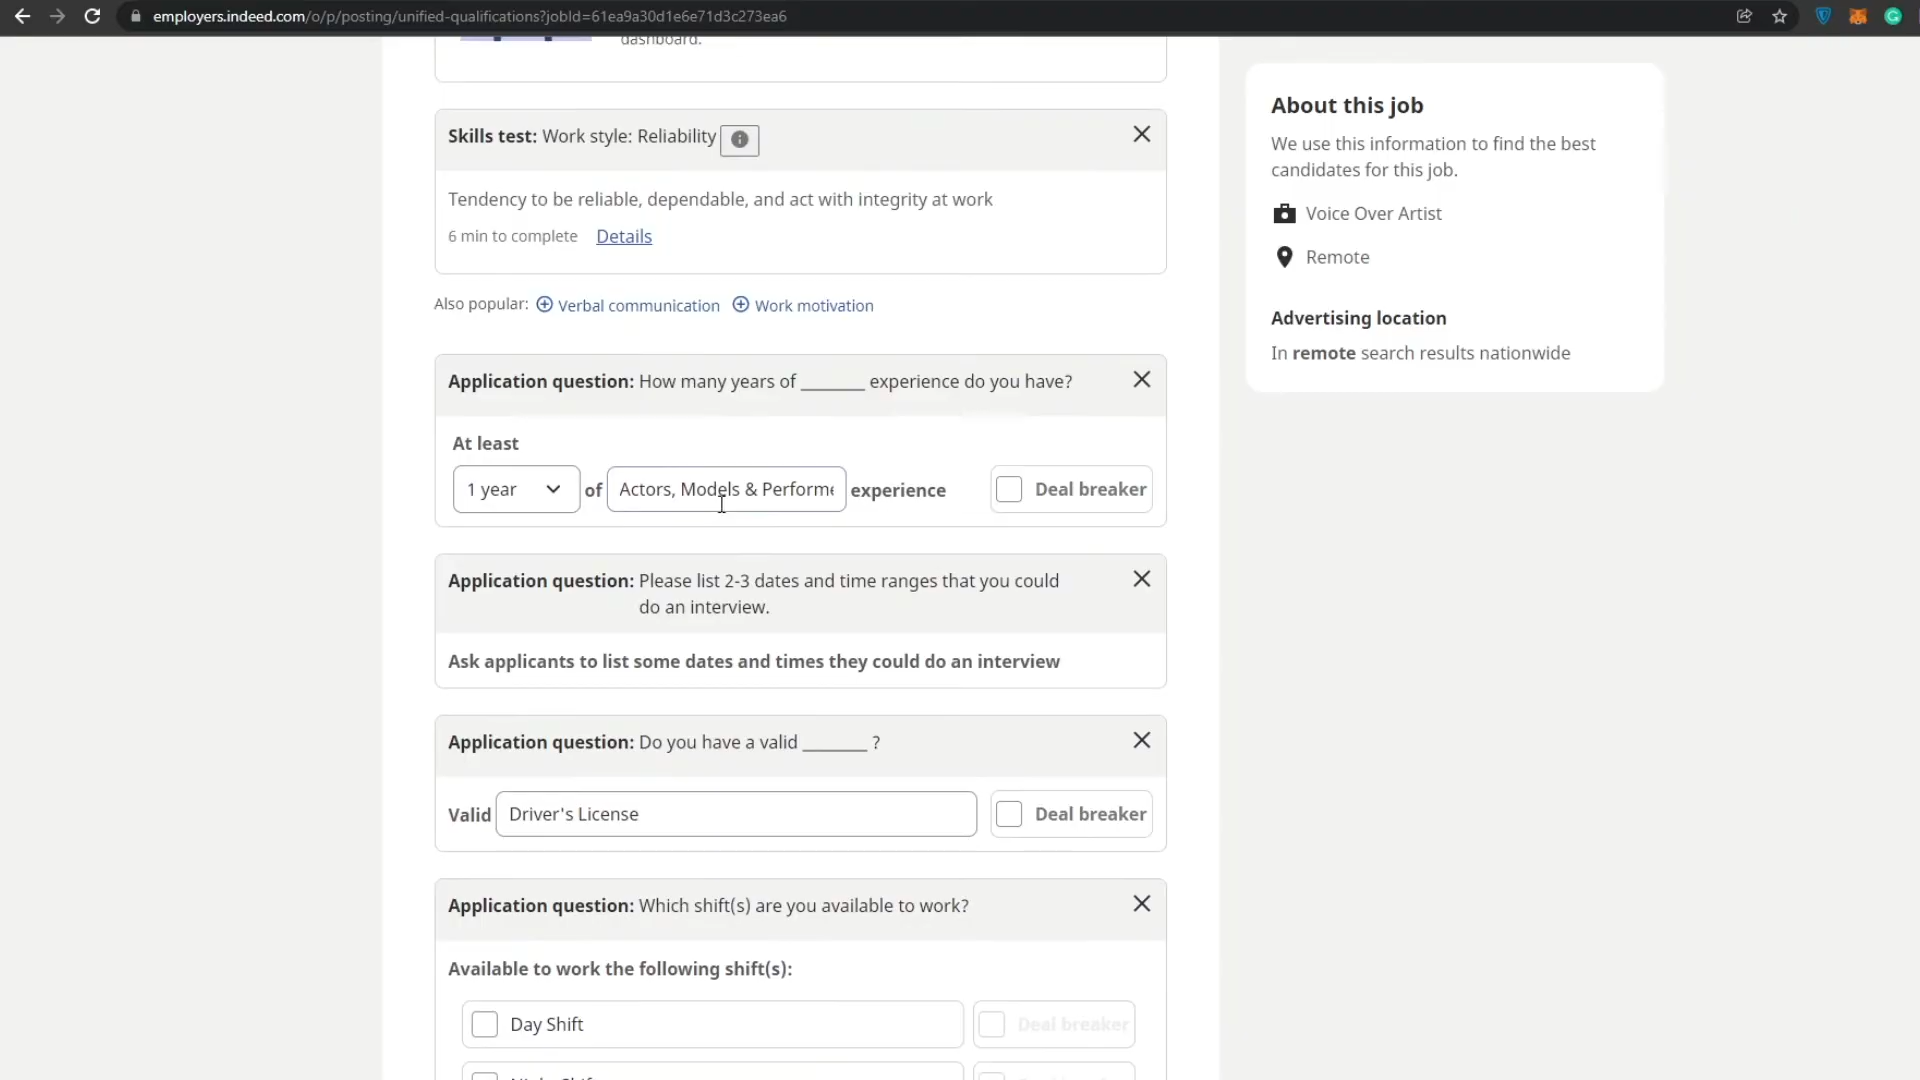 employers.indeed.com/o/p/posting/unified-qualifications?jobId=61ea9a30d1e6e71d3c273ea6
dashboard.
Skills test: Work style: Reliability
Tendency to be reliable, dependable, and act with integrity at work
6 min to complete Details
Also popular: Verbal communication Work motivation
Application question: How many years of ________ experience do you have?
At least
1 year of Actors, Models & Performe experience Deal breaker
Application question: Please list 2-3 dates and time ranges that you could
do an interview.
Ask applicants to list some dates and times they could do an interview
Application question: Do you have a valid ________ ?
Valid Driver's License Deal breaker
Application question: Which shift(s) are you available to work?
Available to work the following shift(s):
Day Shift Deal breaker
About this job
We use this information to find the best
candidates for this job.
Voice Over Artist
Remote
Advertising location
In remote search results nationwide